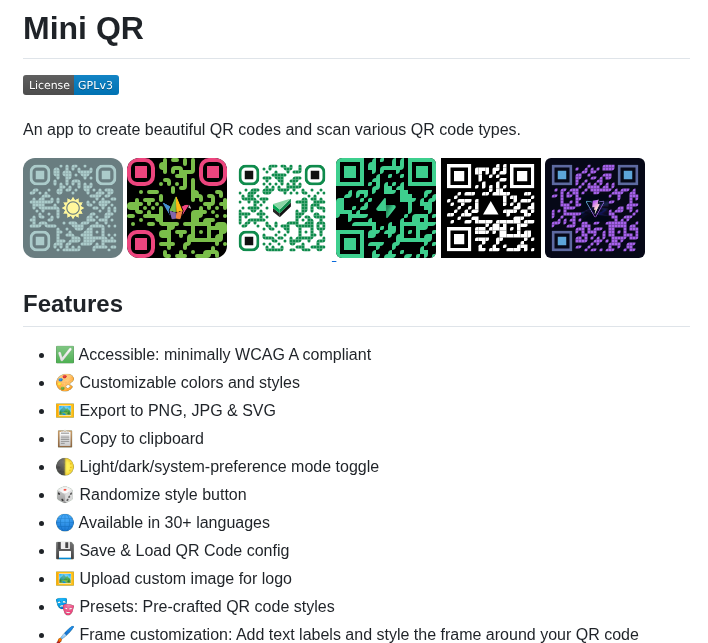 Mini QR
License GPLv3
An app to create beautiful QR codes and scan various QR code types.
Features
✅ Accessible: minimally WCAG A compliant
🎨 Customizable colors and styles
🖼️ Export to PNG, JPG & SVG
📋 Copy to clipboard
🌓 Light/dark/system-preference mode toggle
🎲 Randomize style button
🌐 Available in 30+ languages
💾 Save & Load QR Code config
🖼️ Upload custom image for logo
🎭 Presets: Pre-crafted QR code styles
🖌️ Frame customization: Add text labels and style the frame around your QR code